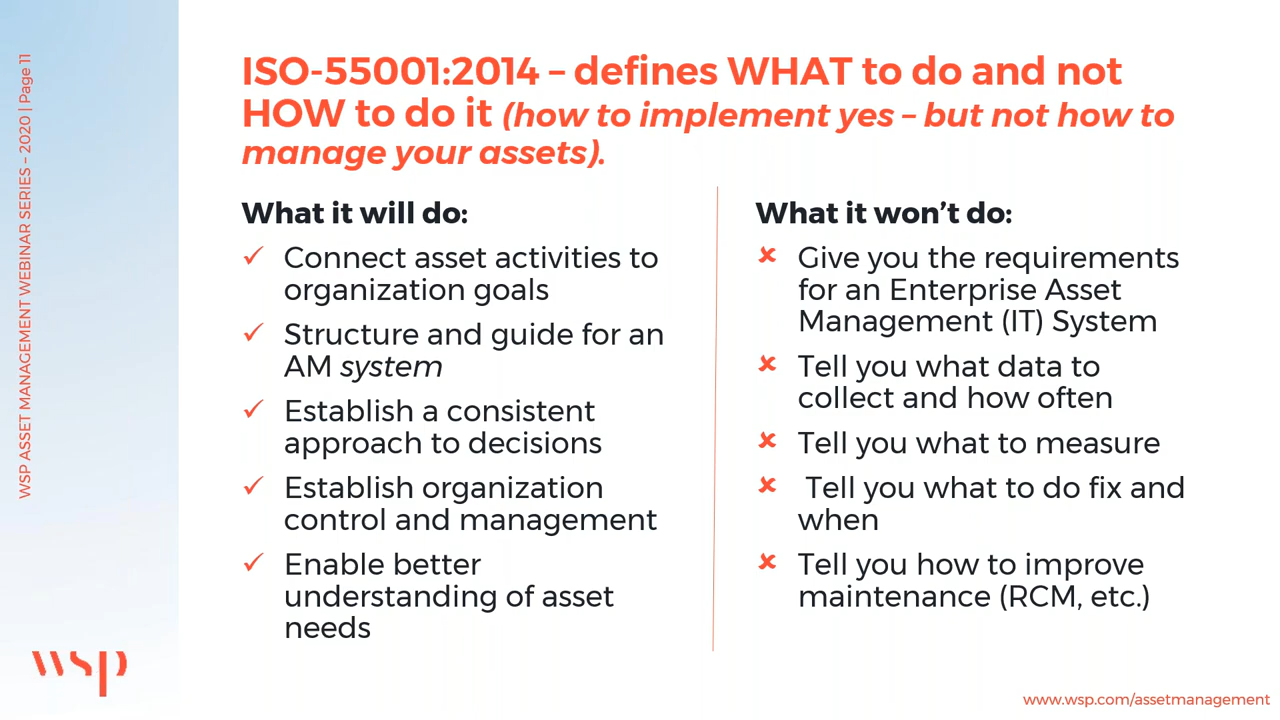 WSP ASSET MANAGEMENT WEBINAR SERIES – 2020 | Page 11
ISO-55001:2014 – defines WHAT to do and not
HOW to do it (how to implement yes – but not how to
manage your assets).
What it will do:
✓ Connect asset activities to
organization goals
✓ Structure and guide for an
AM system
✓ Establish a consistent
approach to decisions
✓ Establish organization
control and management
✓ Enable better
understanding of asset
needs
What it won’t do:
✘ Give you the requirements
for an Enterprise Asset
Management (IT) System
✘ Tell you what data to
collect and how often
✘ Tell you what to measure
✘ Tell you what to do fix and
when
✘ Tell you how to improve
maintenance (RCM, etc.)
wsp
www.wsp.com/assetmanagement